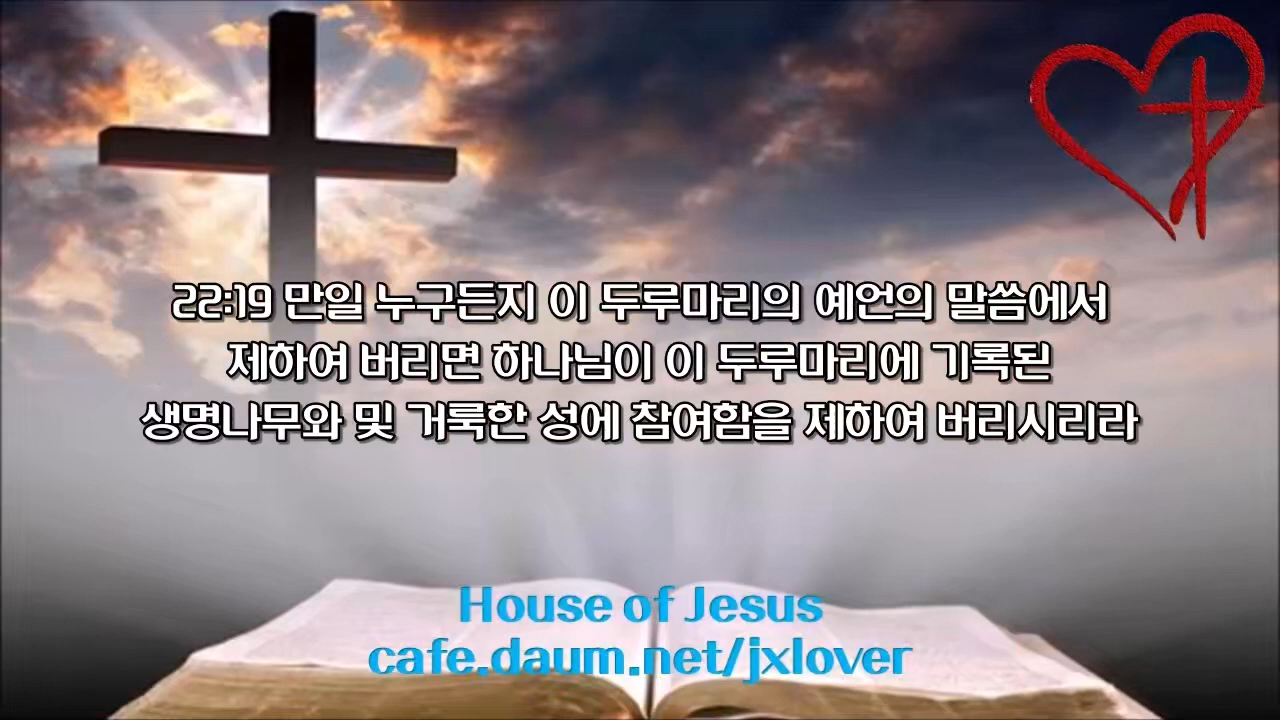 22:19 만일 누구든지 이 두루마리의 예언의 말씀에서
제하여 버리면 하나님이 이 두루마리에 기록된
생명나무와 및 거룩한 성에 참여함을 제하여 버리시리라
House of Jesus
cafe.daum.net/jxlover